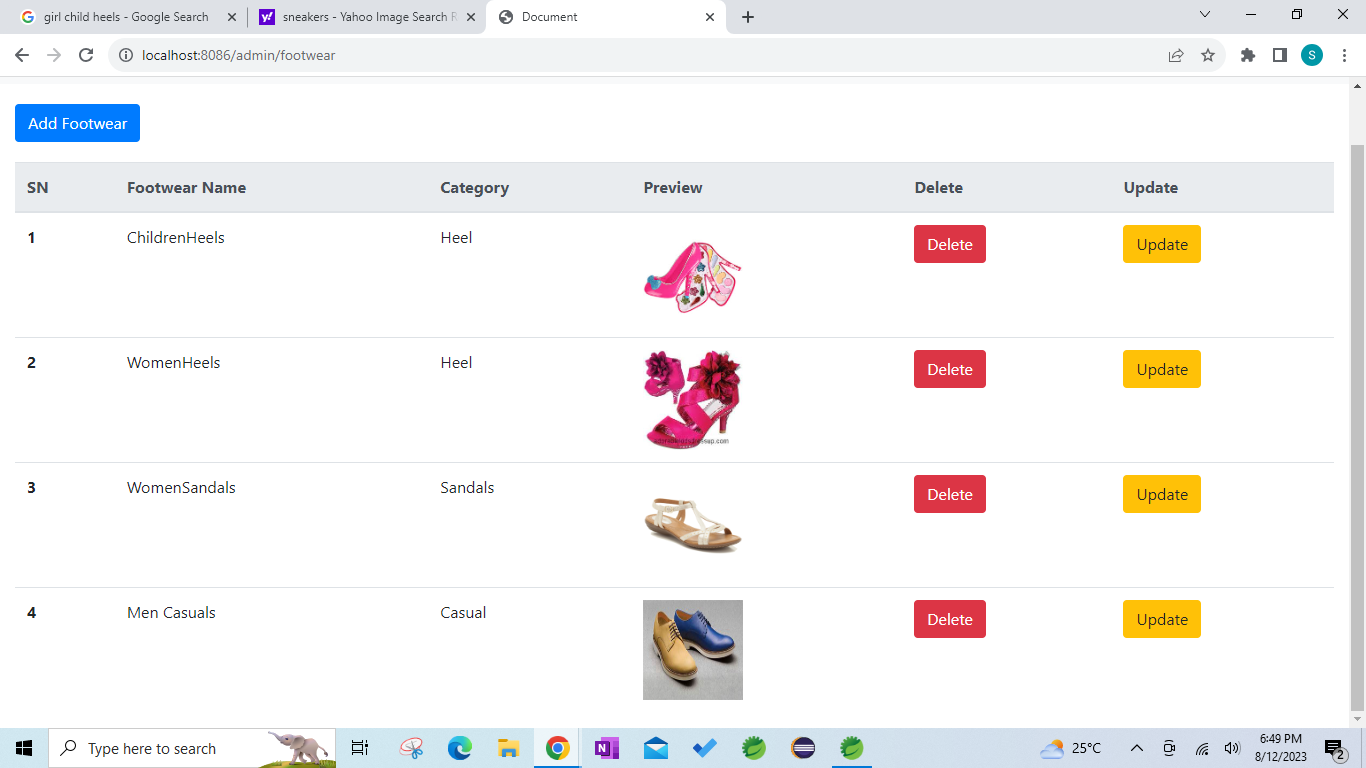 girl child heels - Google Search
sneakers - Yahoo Image Search R
Document
localhost:8086/admin/footwear
S
Add Footwear
SN Footwear Name Category Preview Delete Update
1 ChildrenHeels Heel Delete Update
2 WomenHeels Heel Delete Update
3 WomenSandals Sandals Delete Update
4 Men Casuals Casual Delete Update
Type here to search
25°C
6:49 PM
8/12/2023
2